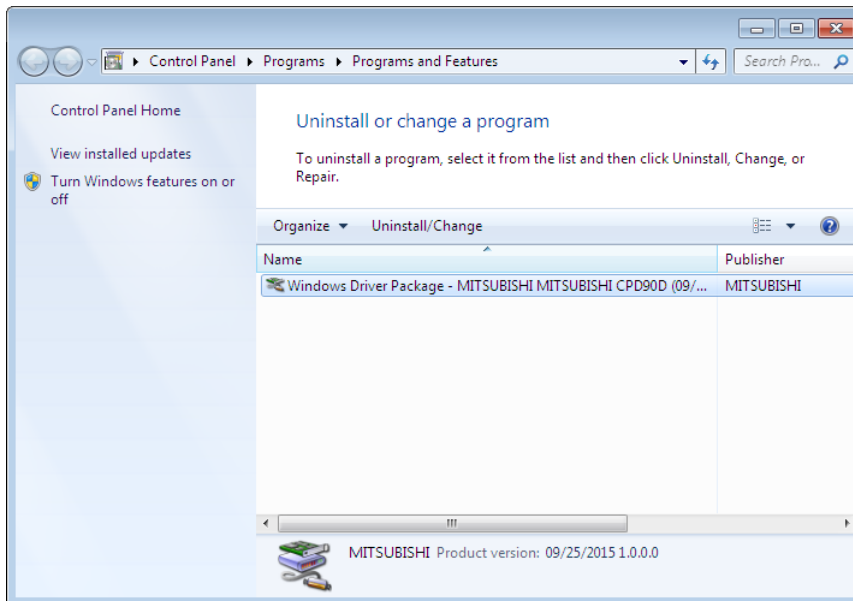 Control Panel Programs Programs and Features Search Pro...
Control Panel Home
View installed updates
Turn Windows features on or
off
Uninstall or change a program
To uninstall a program, select it from the list and then click Uninstall, Change, or
Repair.
Organize Uninstall/Change
Name Publisher
Windows Driver Package - MITSUBISHI MITSUBISHI CPD90D (09/... MITSUBISHI
MITSUBISHI Product version: 09/25/2015 1.0.0.0